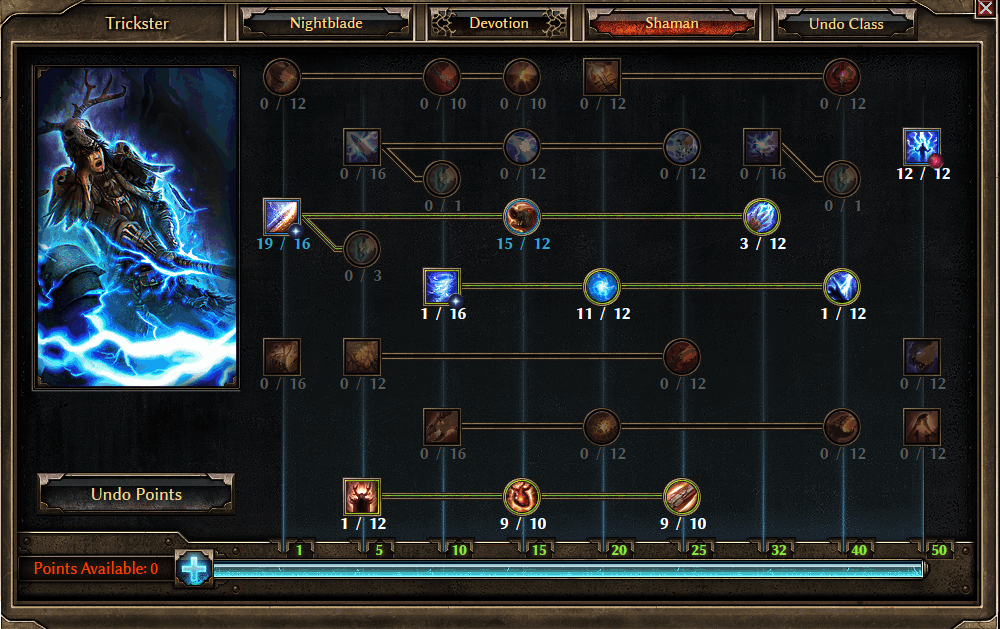 Trickster Nightblade Devotion Shaman Undo Class
0 / 12 0 / 10 0 / 10 0 / 12 0 / 12
0 / 16 0 / 12 0 / 12 0 / 16 12 / 12
0 / 1 0 / 1
19 / 16 15 / 12 3 / 12
0 / 3
1 / 16 11 / 12 1 / 12
0 / 16 0 / 12 0 / 12 0 / 12
0 / 16 0 / 12 0 / 12 0 / 12
Undo Points
1 / 12 9 / 10 9 / 10
1 5 10 15 20 25 32 40 50
Points Available: 0